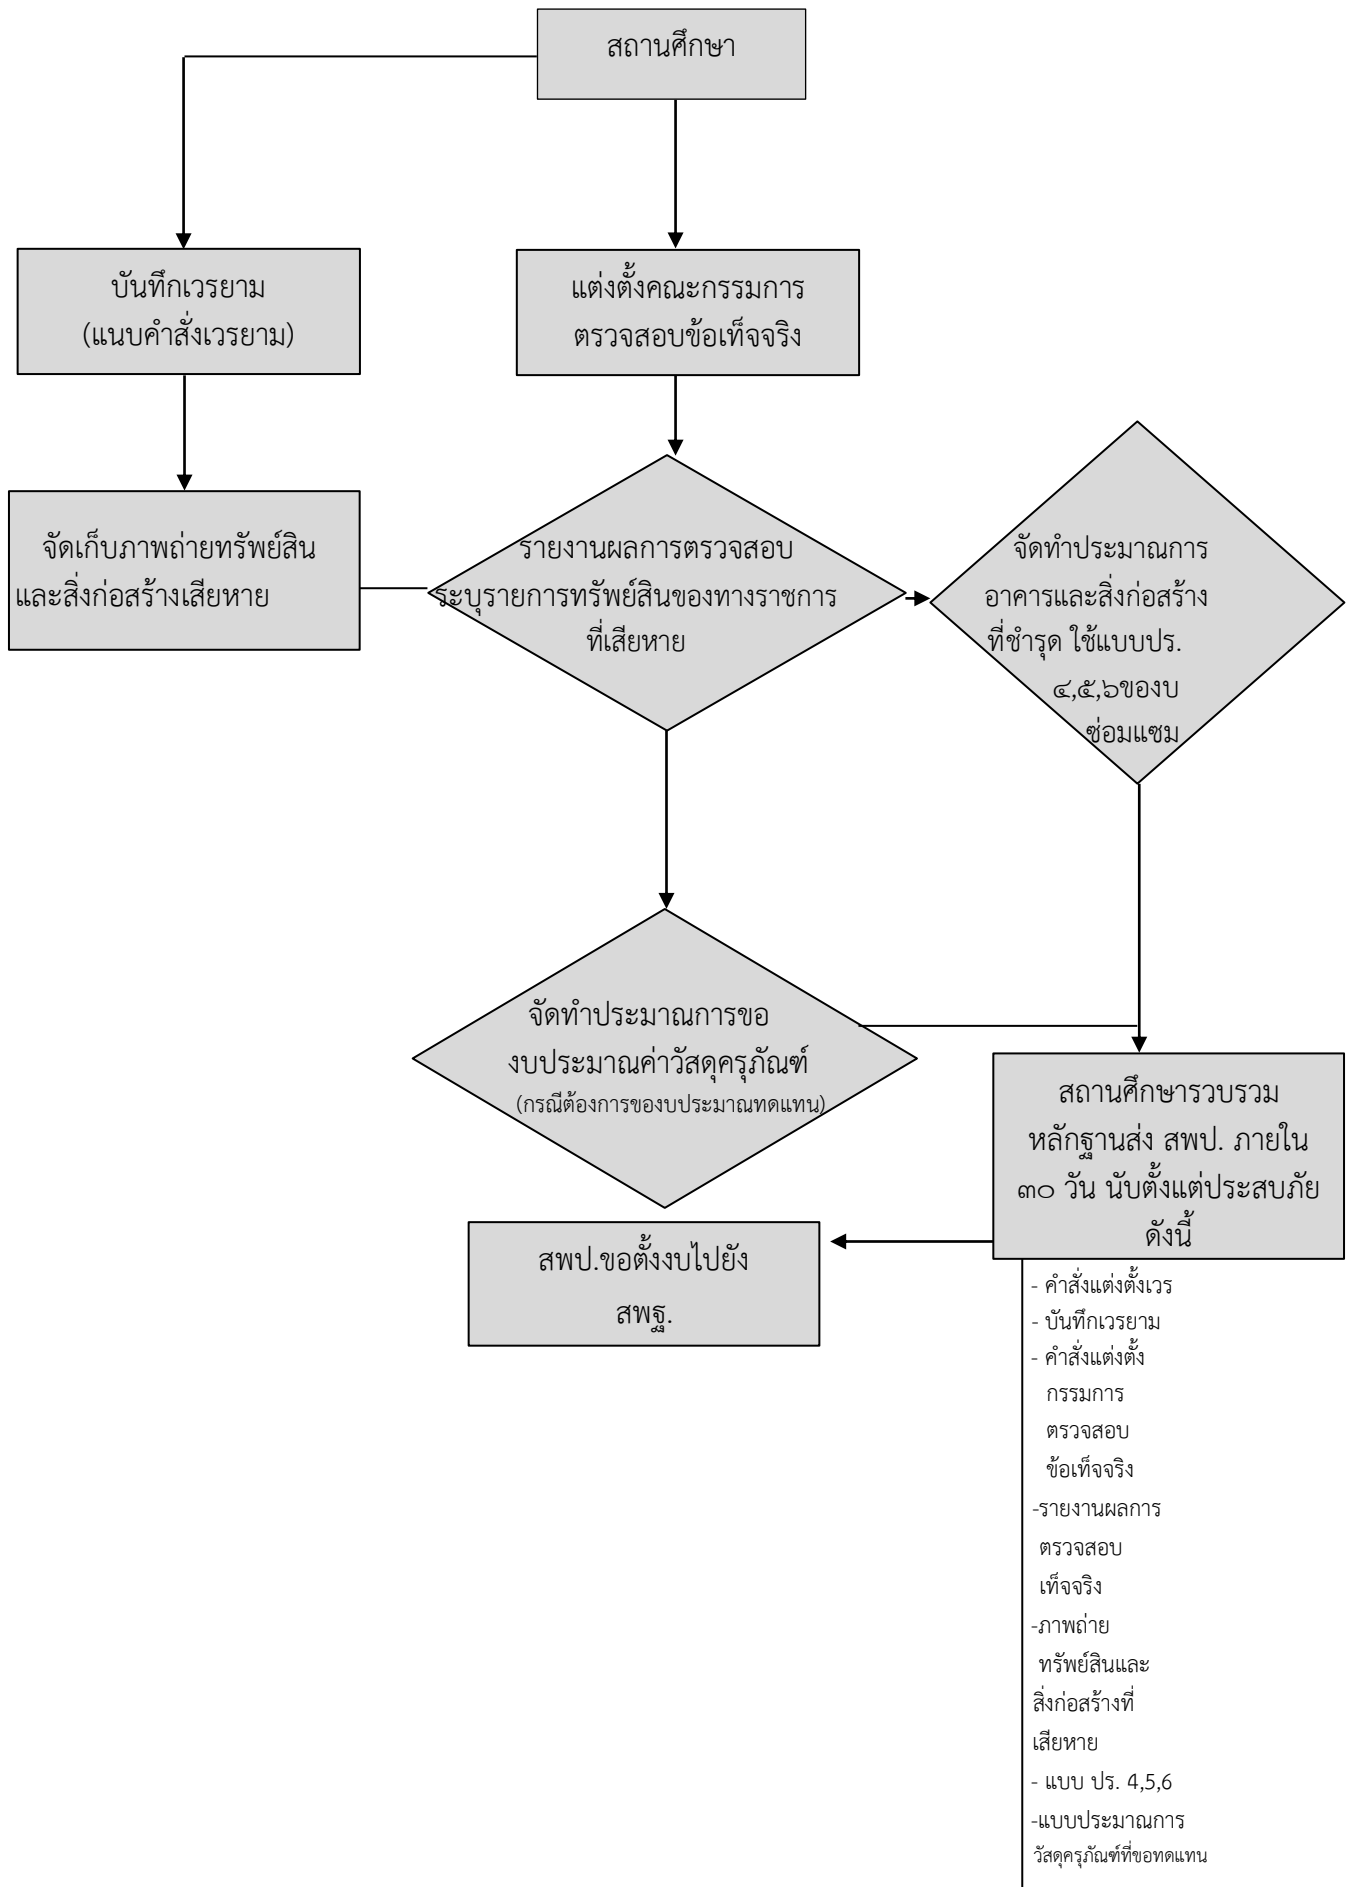 สถานศึกษา
บันทึกเวรยาม
(แนบคำสั่งเวรยาม)
แต่งตั้งคณะกรรมการ
ตรวจสอบข้อเท็จจริง
จัดเก็บภาพถ่ายทรัพย์สิน
และสิ่งก่อสร้างเสียหาย
รายงานผลการตรวจสอบ
ระบุรายการทรัพย์สินของทางราชการ
ที่เสียหาย
จัดทำประมาณการ
อาคารและสิ่งก่อสร้าง
ที่ชำรุด ใช้แบบปร.
๔,๕,๖ของบ
ซ่อมแซม
จัดทำประมาณการขอ
งบประมาณค่าวัสดุครุภัณฑ์
(กรณีต้องการของบประมาณทดแทน)
สถานศึกษารวบรวม
หลักฐานส่ง สพป. ภายใน
๓๐ วัน นับตั้งแต่ประสบภัย
ดังนี้
สพป.ขอตั้งงบไปยัง
สพฐ.
- คำสั่งแต่งตั้งเวร
- บันทึกเวรยาม
- คำสั่งแต่งตั้ง
กรรมการ
ตรวจสอบ
ข้อเท็จจริง
-รายงานผลการ
ตรวจสอบ
เท็จจริง
-ภาพถ่าย
ทรัพย์สินและ
สิ่งก่อสร้างที่
เสียหาย
- แบบ ปร. 4,5,6
-แบบประมาณการ
วัสดุครุภัณฑ์ที่ขอทดแทน